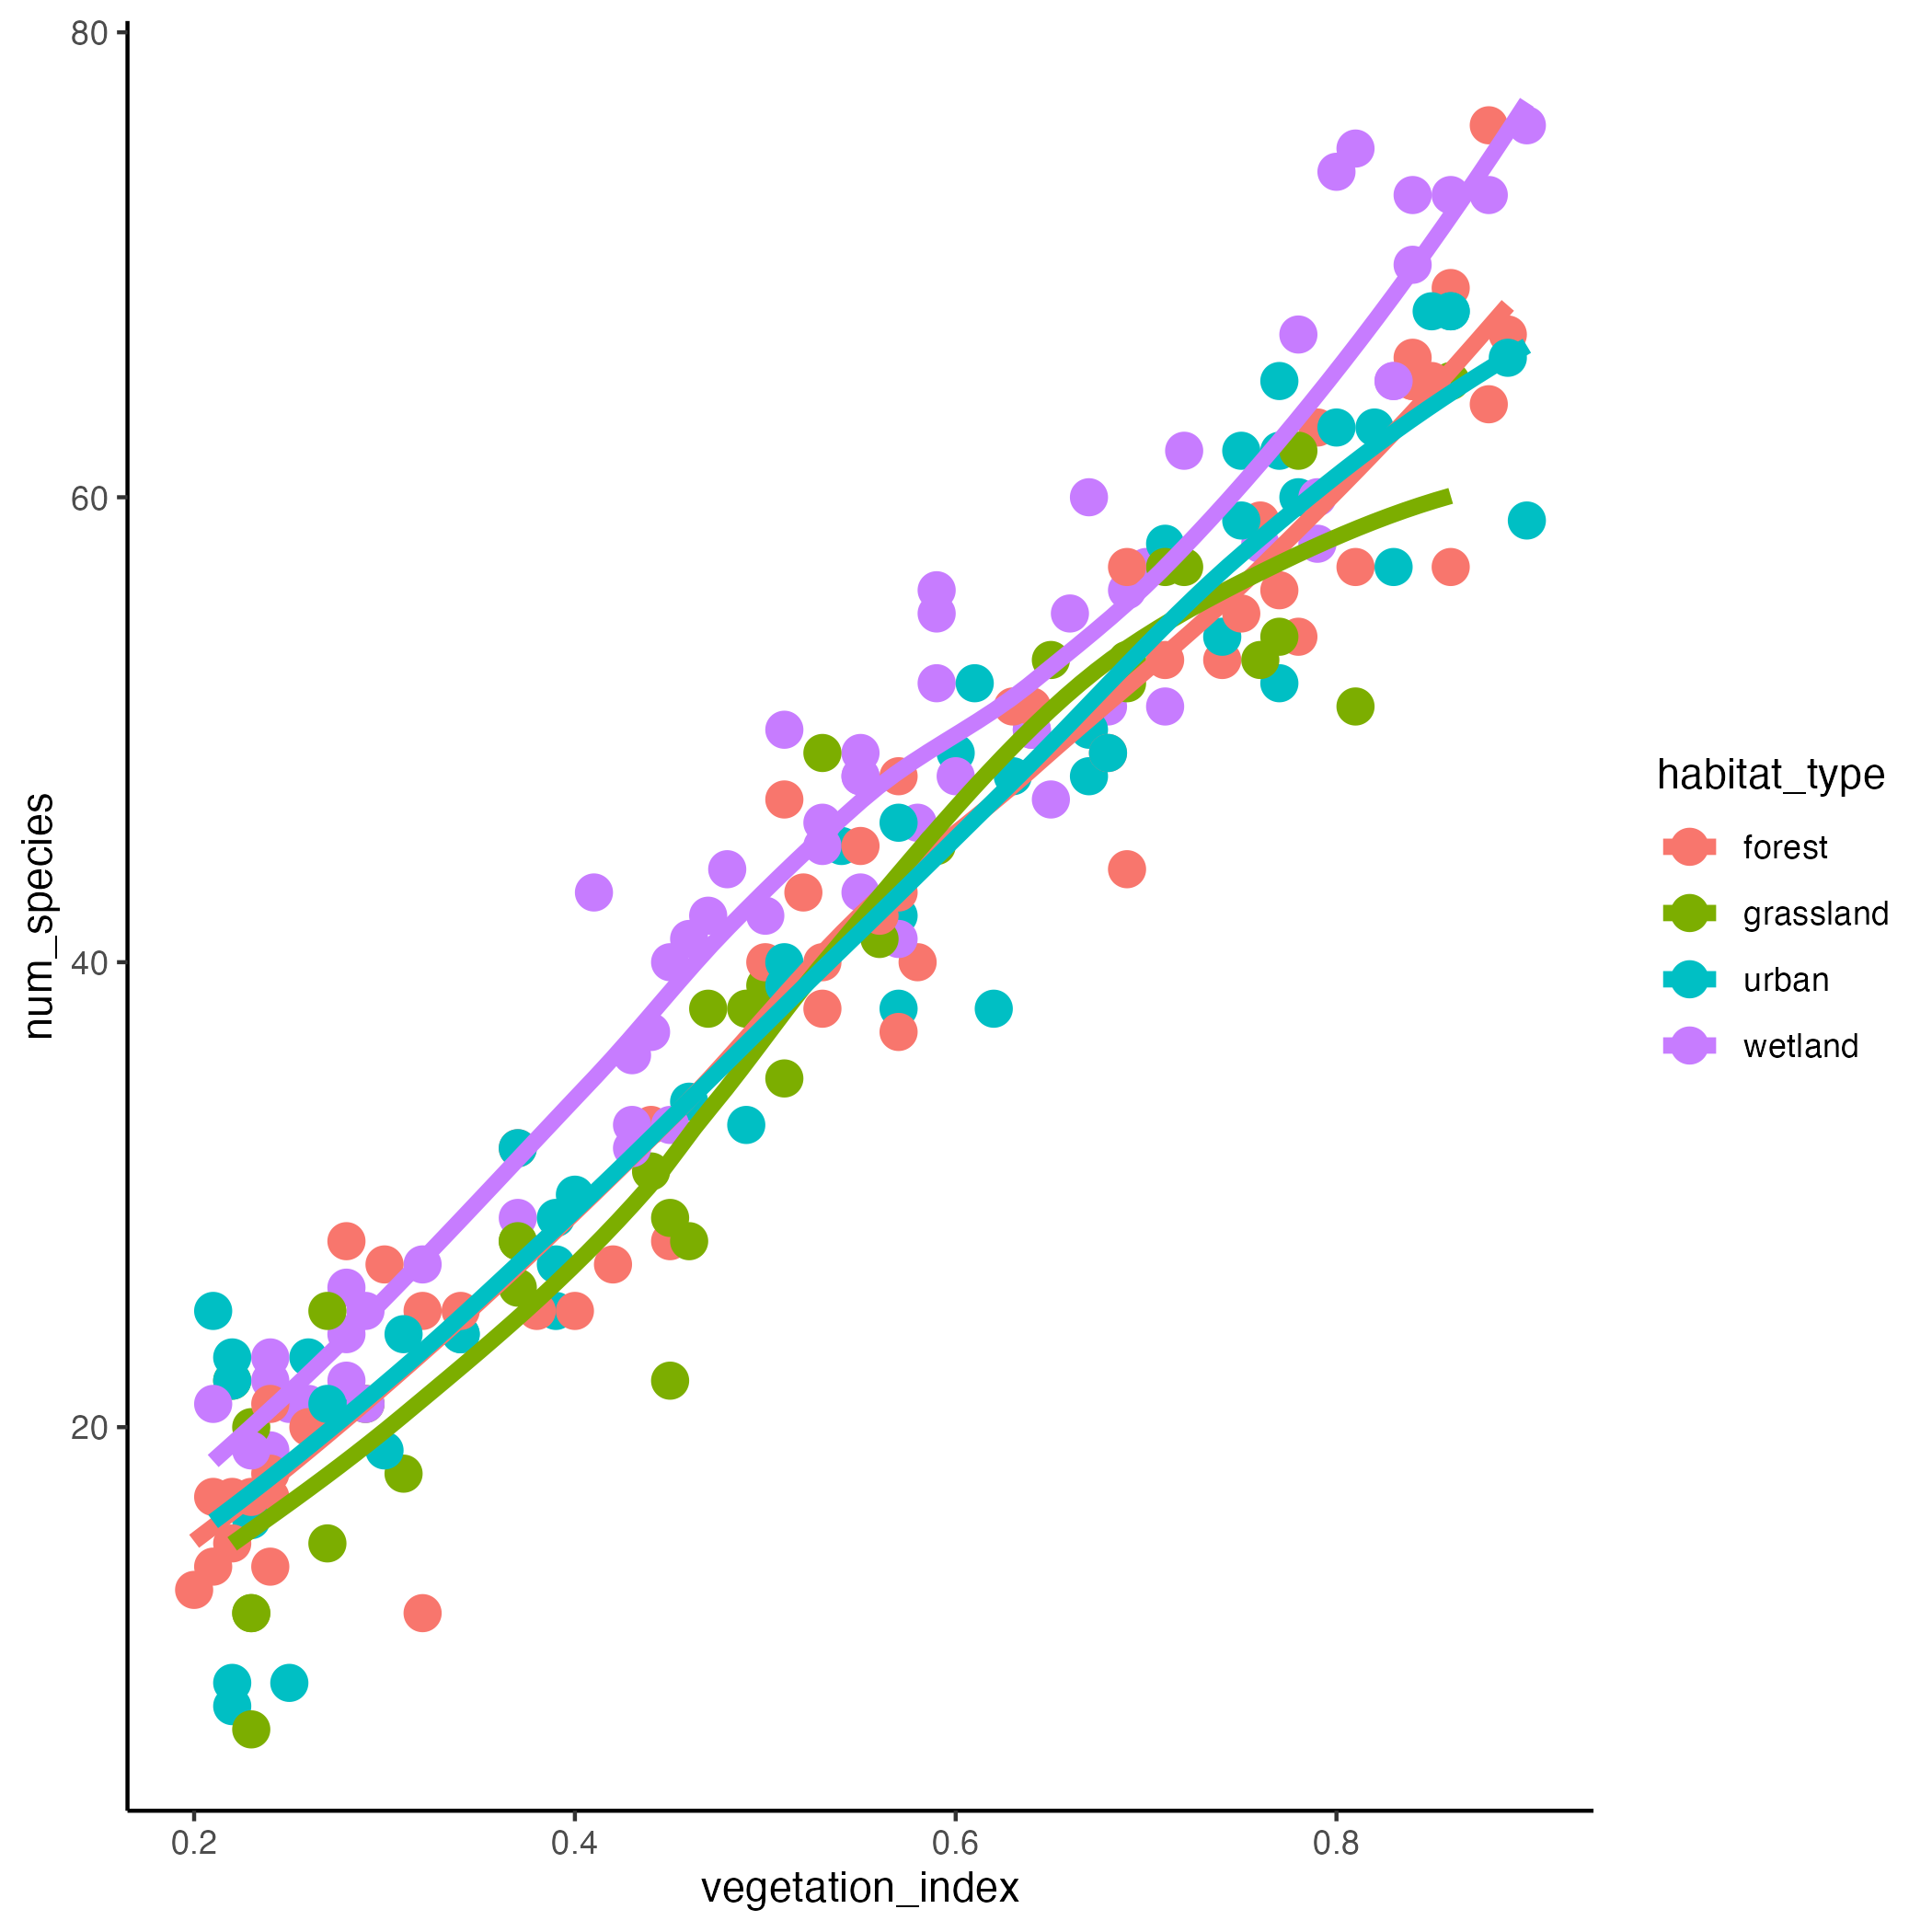 80
60
40
20
num_species
0.2 0.4 0.6 0.8
vegetation_index
habitat_type
forest
grassland
urban
wetland